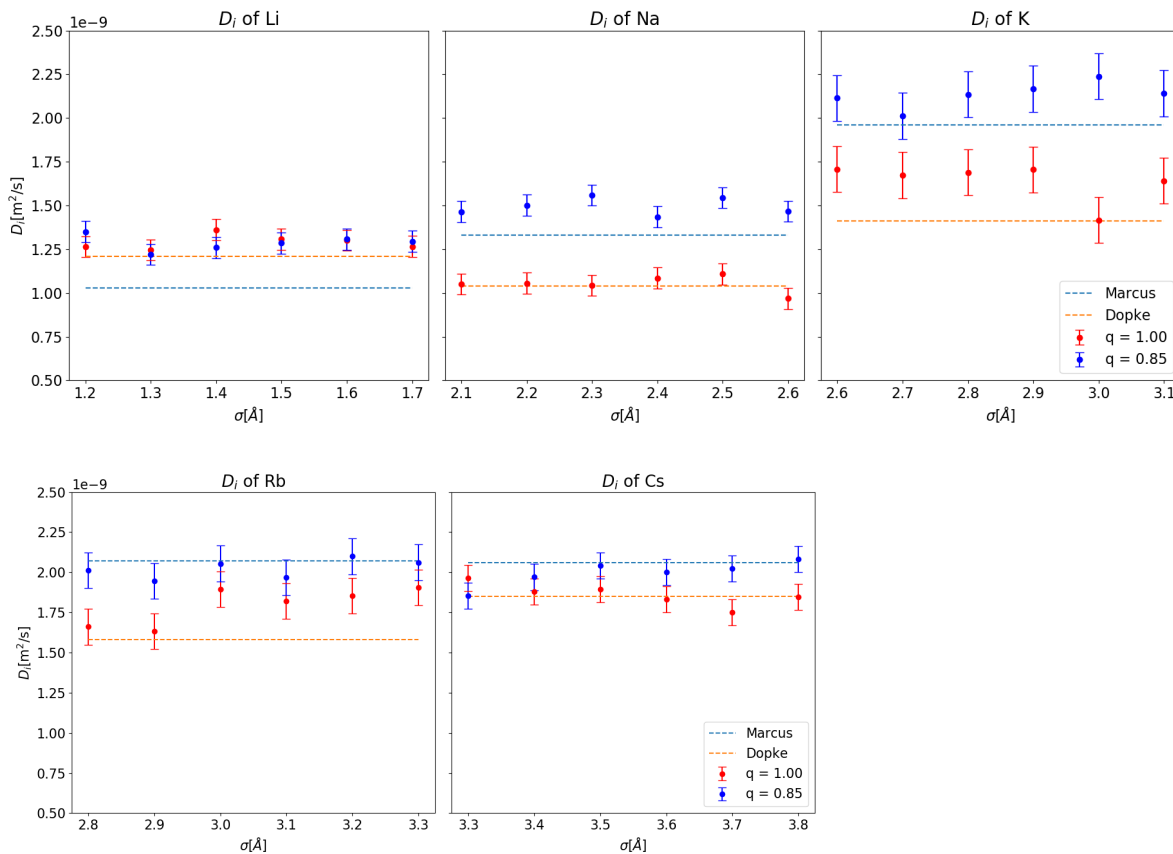 1e−9
D_i of Li
D_i of Na
D_i of K
2.50
2.25
2.00
1.75
1.50
1.25
1.00
0.75
0.50
D_i[m²/s]
1.2 1.3 1.4 1.5 1.6 1.7
σ[Å]
2.1 2.2 2.3 2.4 2.5 2.6
σ[Å]
Marcus
Dopke
q = 1.00
q = 0.85
2.6 2.7 2.8 2.9 3.0 3.1
σ[Å]
1e−9
D_i of Rb
D_i of Cs
2.50
2.25
2.00
1.75
1.50
1.25
1.00
0.75
0.50
D_i[m²/s]
2.8 2.9 3.0 3.1 3.2 3.3
σ[Å]
Marcus
Dopke
q = 1.00
q = 0.85
3.3 3.4 3.5 3.6 3.7 3.8
σ[Å]